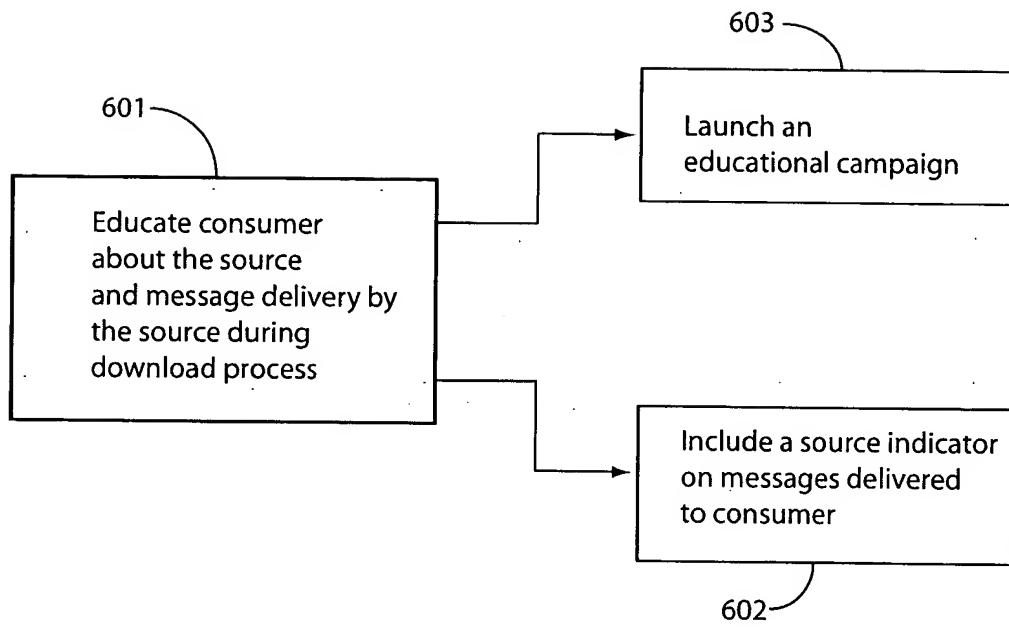 603
Launch an
educational campaign
601
Educate consumer
about the source
and message delivery by
the source during
download process
Include a source indicator
on messages delivered
to consumer
602